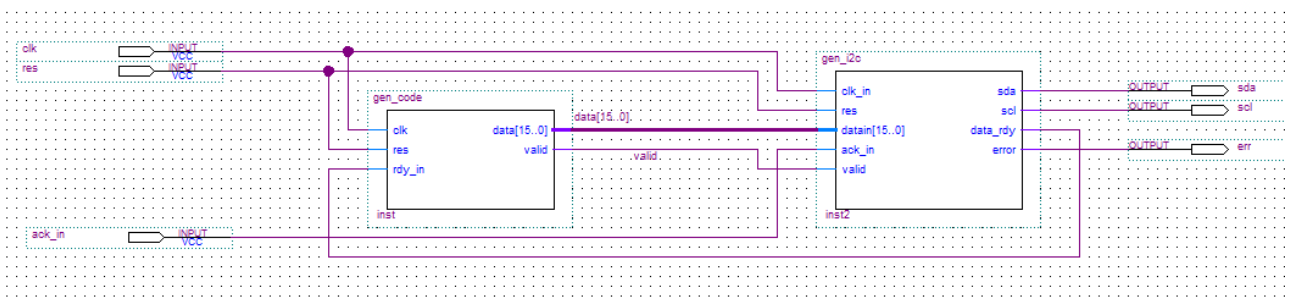 clk INPUT VCC
res INPUT VCC
ack_in INPUT VCC
gen_code
clk data[15..0]
res valid
rdy_in
inst
data[15..0]
valid
gen_i2c
clk_in sda
res scl
datain[15..0] data_rdy
ack_in error
valid
inst2
OUTPUT sda
OUTPUT scl
OUTPUT err